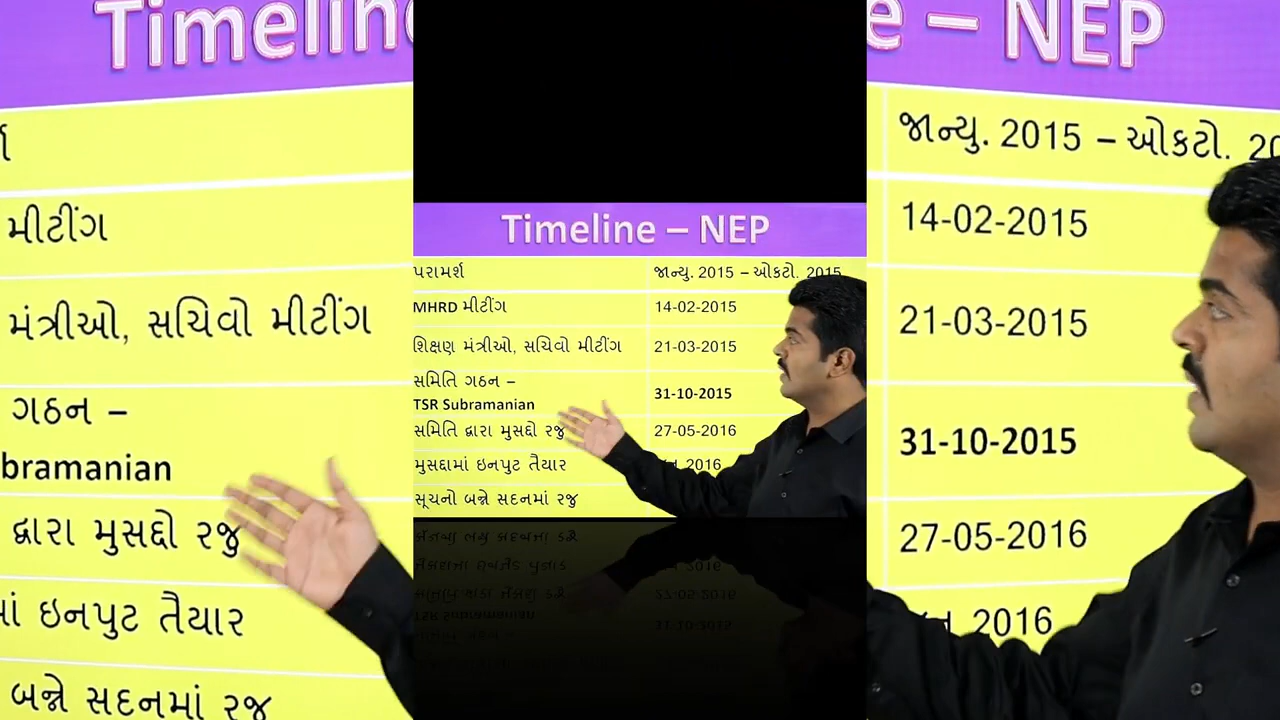 Timeline – NEP
પરામર્શ જાન્યુ. 2015 – ઓકટો. 2015
MHRD મીટીંગ 14-02-2015
શિક્ષણ મંત્રીઓ, સચિવો મીટીંગ 21-03-2015
સમિતિ ગઠન –
TSR Subramanian 31-10-2015
સમિતિ દ્વારા મુસદ્દો રજુ 27-05-2016
મુસદ્દામાં ઇનપુટ તૈયાર 2016
સૂચનો બન્ને સદનમાં રજુ